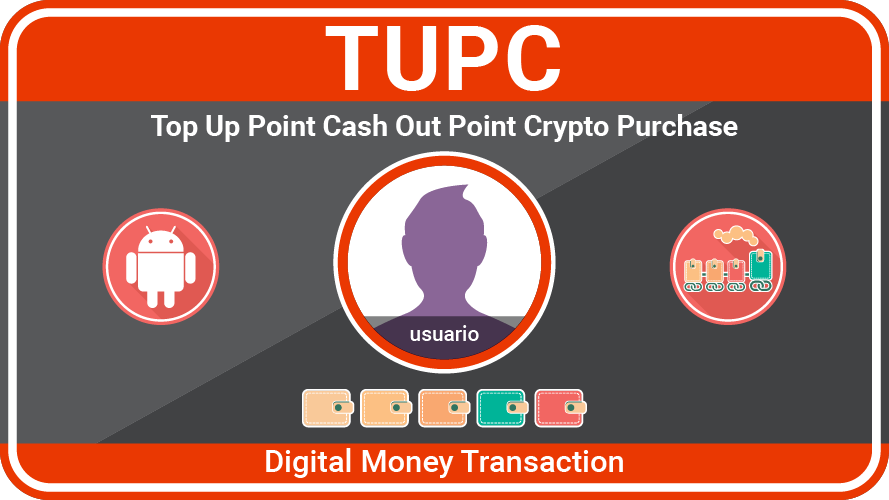 TUPC
Top Up Point Cash Out Point Crypto Purchase
usuario
Digital Money Transaction